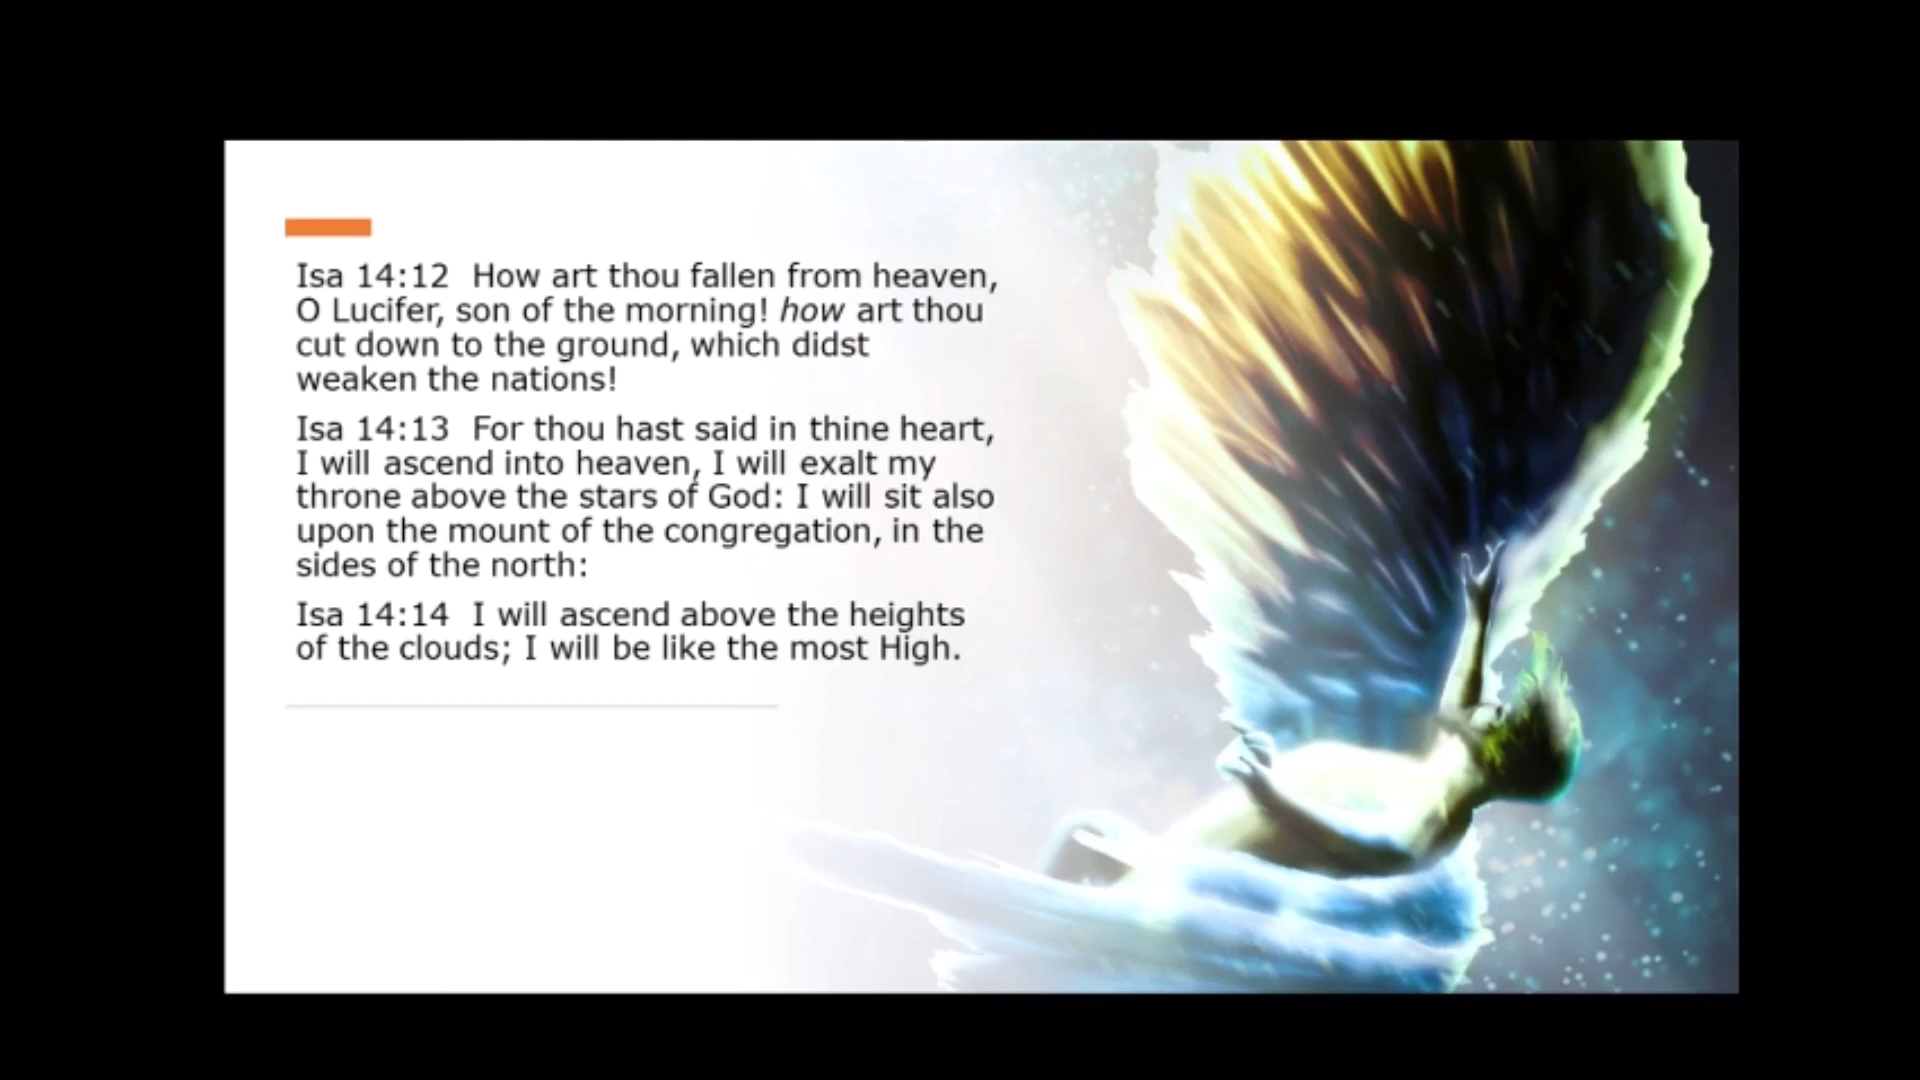 Isa 14:12  How art thou fallen from heaven,
O Lucifer, son of the morning! how art thou
cut down to the ground, which didst
weaken the nations!
Isa 14:13  For thou hast said in thine heart,
I will ascend into heaven, I will exalt my
throne above the stars of God: I will sit also
upon the mount of the congregation, in the
sides of the north:
Isa 14:14  I will ascend above the heights
of the clouds; I will be like the most High.